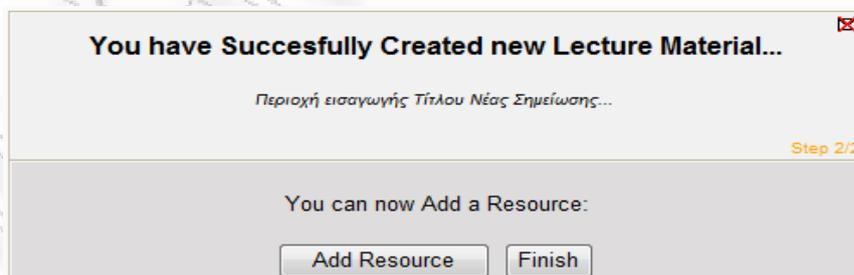 You have Succesfully Created new Lecture Material...
Περιοχή εισαγωγής Τίτλου Νέας Σημείωσης...
Step 2/2
You can now Add a Resource:
Add Resource Finish